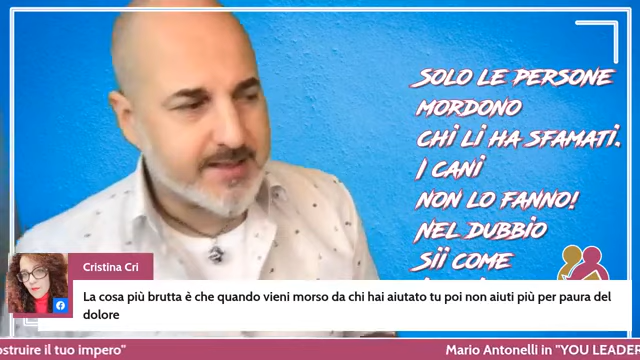 SOLO LE PERSONE
MORDONO
CHI LI HA SFAMATI.
I CANI
NON LO FANNO!
NEL DUBBIO
SII COME
Cristina Cri
La cosa più brutta è che quando vieni morso da chi hai aiutato tu poi non aiuti più per paura del
dolore
ostruire il tuo impero"
Mario Antonelli in "YOU LEADER